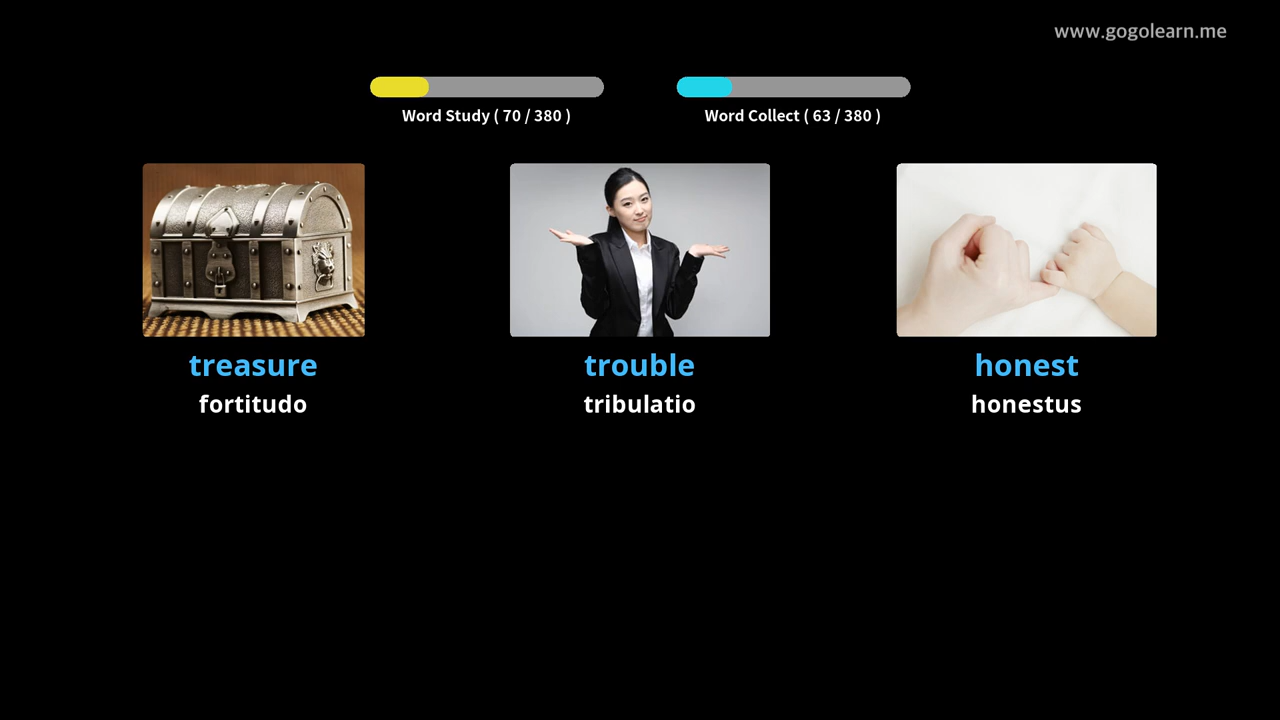 www.gogolearn.me
Word Study ( 70 / 380 )
Word Collect ( 63 / 380 )
treasure
fortitudo
trouble
tribulatio
honest
honestus